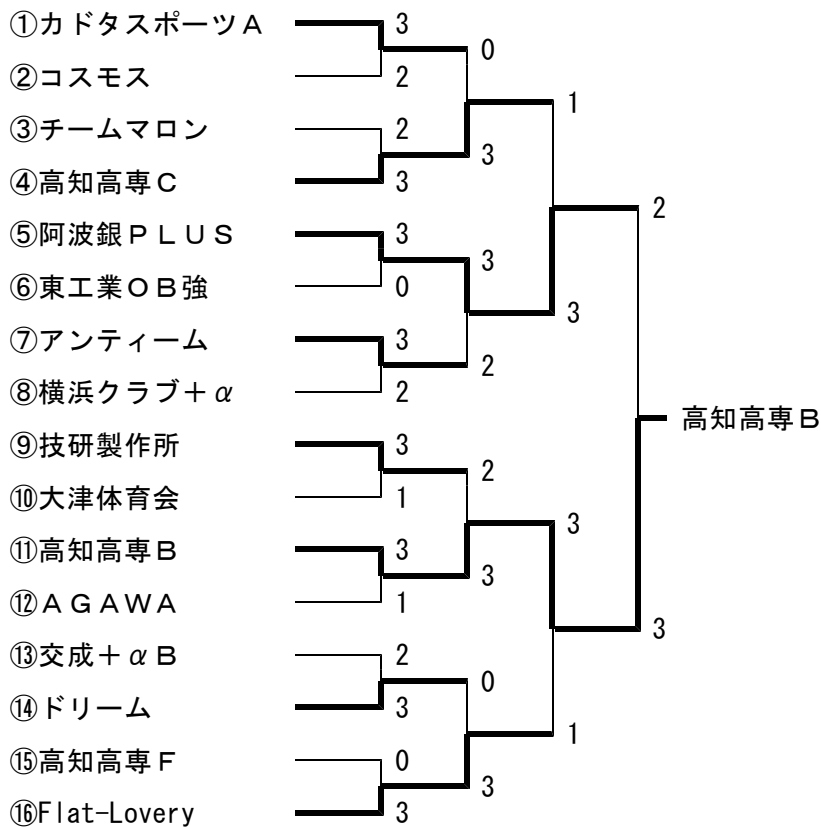 ①カドタスポーツＡ 3
0
②コスモス 2
1
③チームマロン 2
3
④高知高専Ｃ 3
2
⑤阿波銀ＰＬＵＳ 3
3
⑥東工業ＯＢ強 0
3
⑦アンティーム 3
2
⑧横浜クラブ＋α 2
高知高専Ｂ
⑨技研製作所 3
2
⑩大津体育会 1
3
⑪高知高専Ｂ 3
3
⑫ＡＧＡＷＡ 1
3
⑬交成＋αＢ 2
0
⑭ドリーム 3
1
⑮高知高専Ｆ 0
3
⑯Flat-Lovery 3